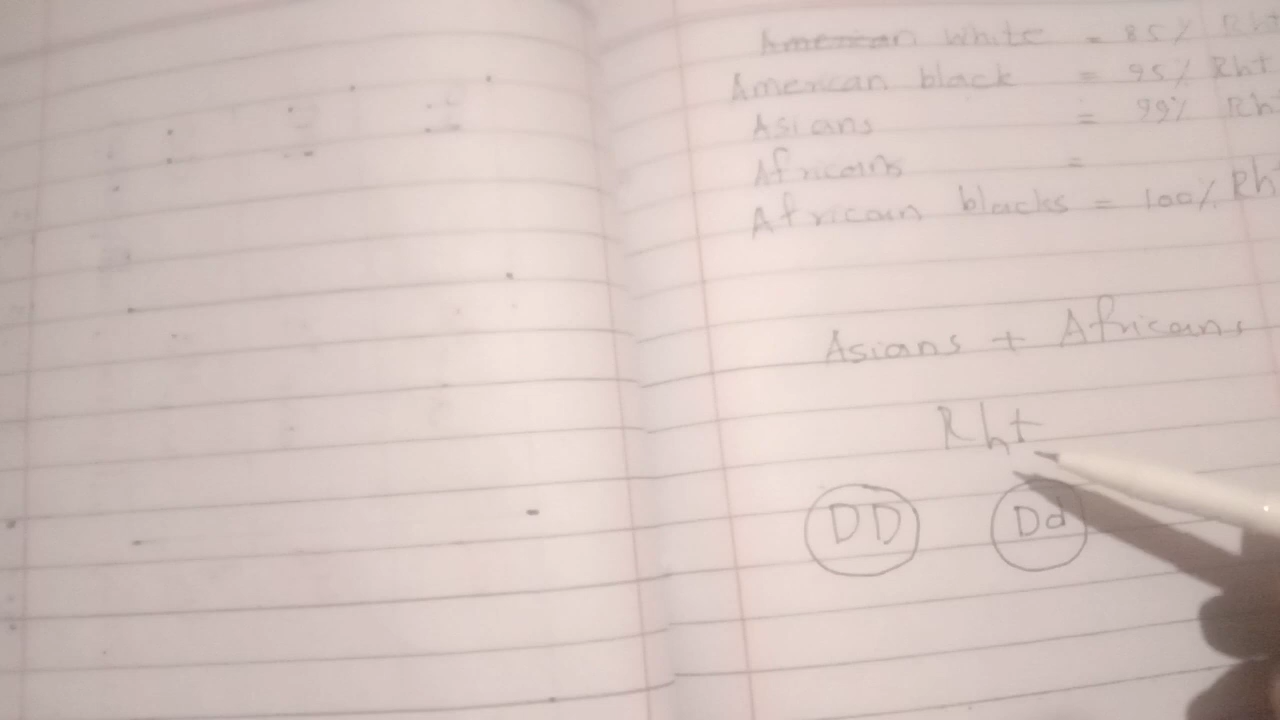 American White = 85% Rh+
American black = 95% Rh+
Asians = 99% Rh+
Africans =
African blacks = 100% Rh+
Asians + Africans
Rh+
DD Dd